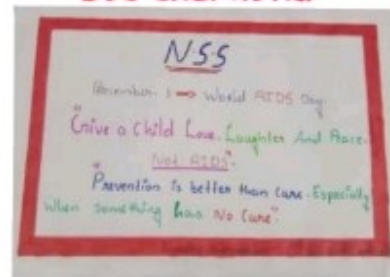 NSS
December 1 → World AIDS Day
"Give a Child Love. Laughter And Peace.
Not AIDS".
"Prevention is better than Cure. Especially
when something has No Cure".